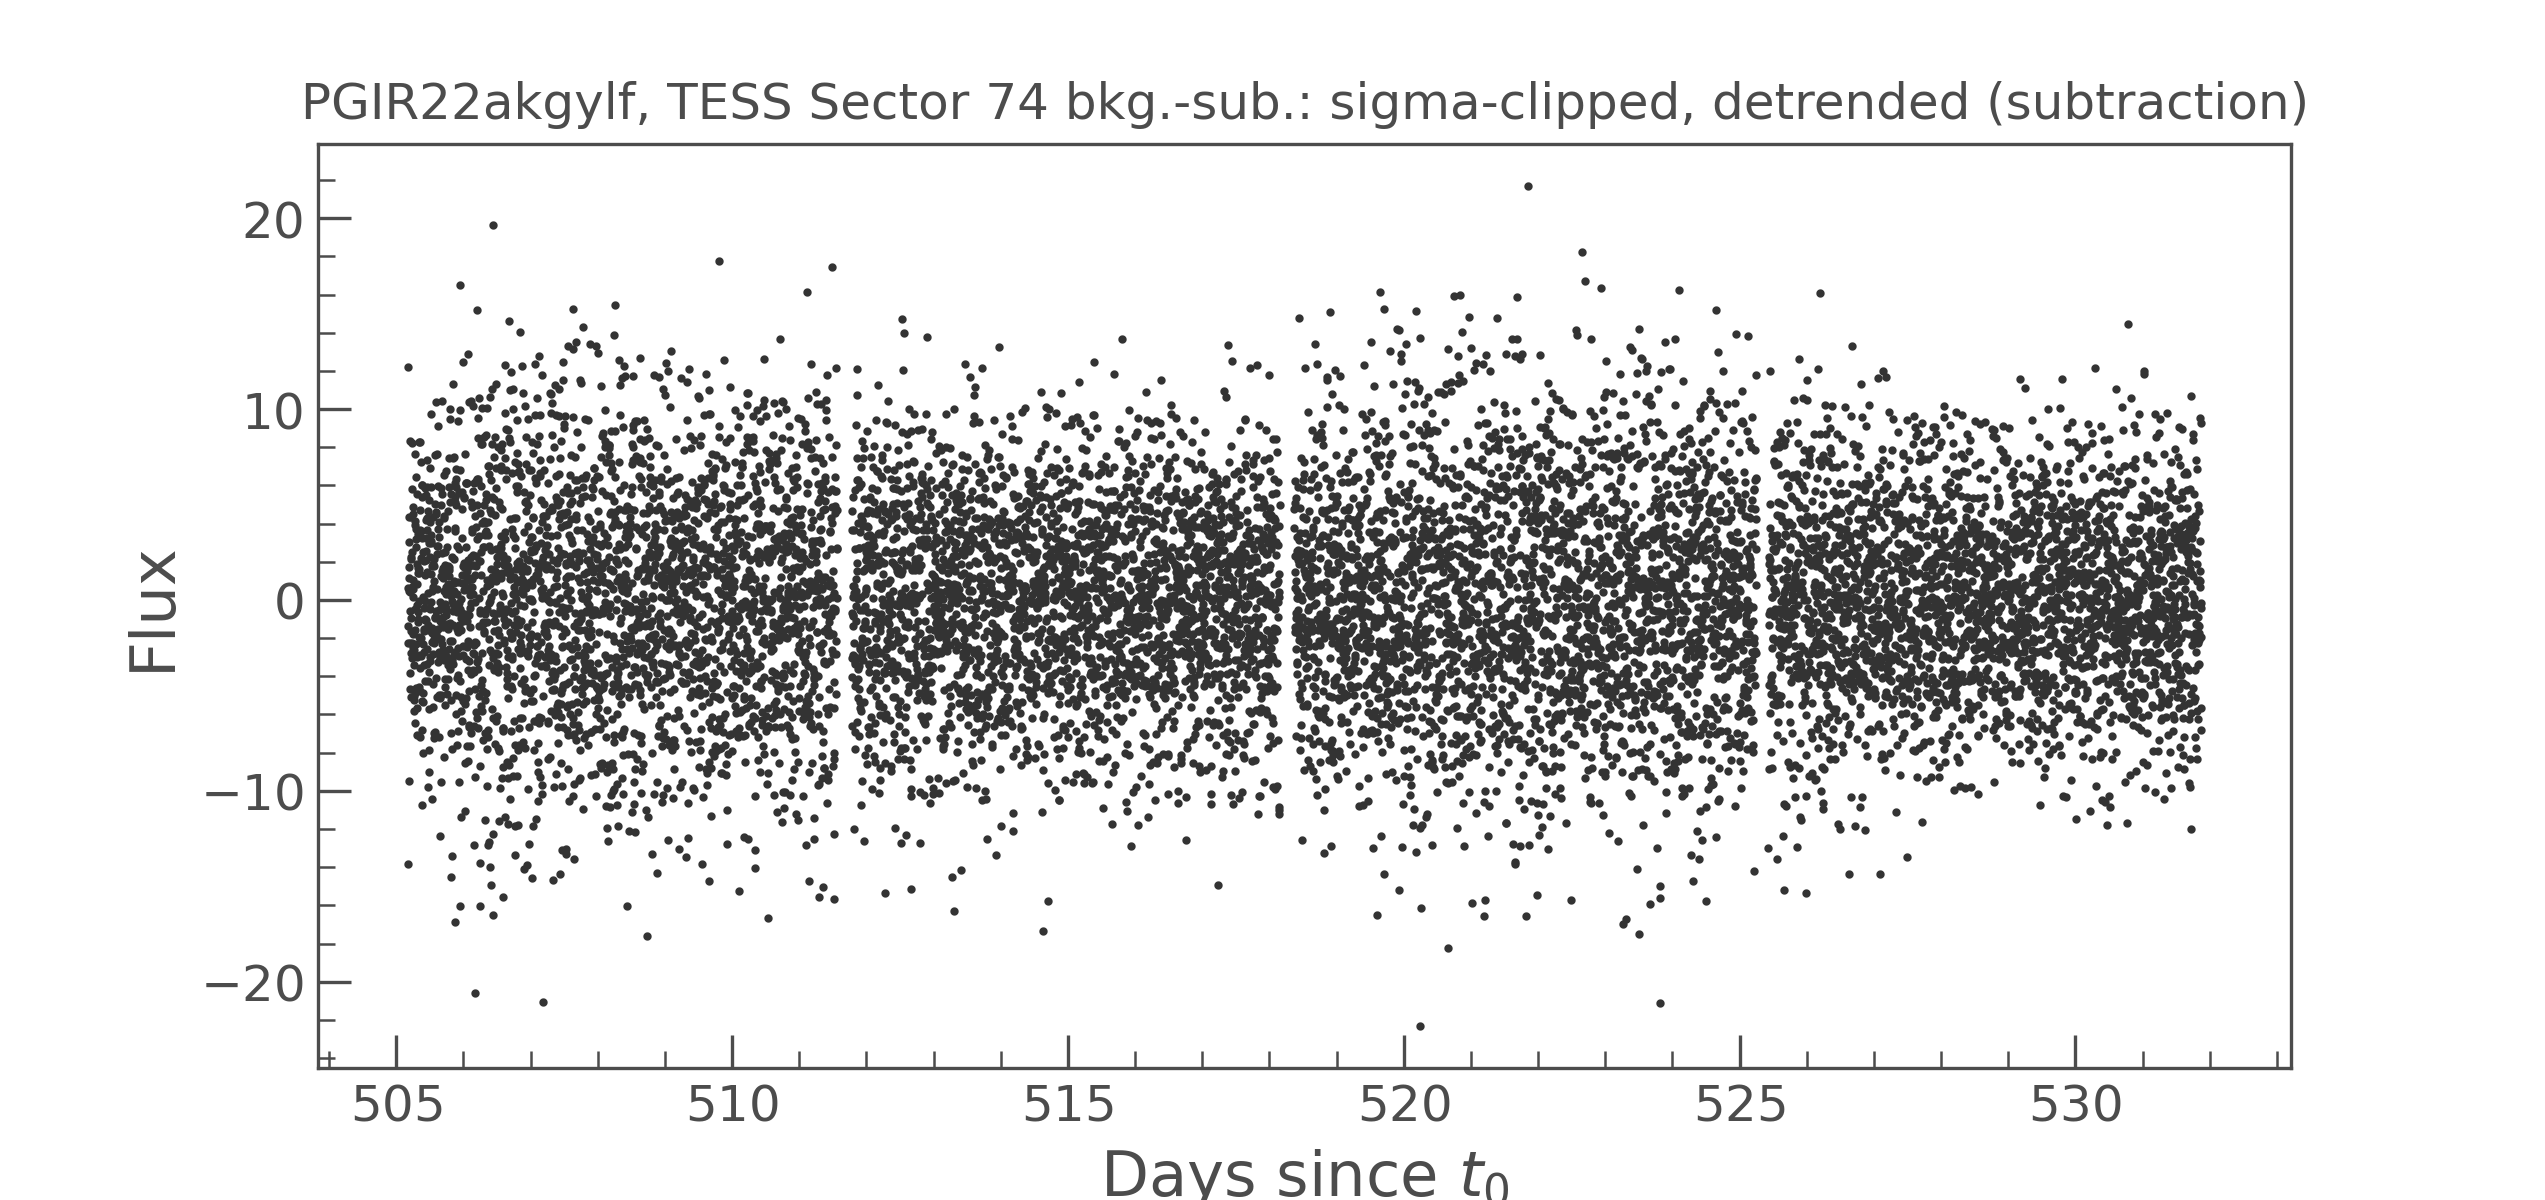 PGIR22akgylf, TESS Sector 74 bkg.-sub.: sigma-clipped, detrended (subtraction)
20
10
0
−10
−20
Flux
505 510 515 520 525 530
Days since t0